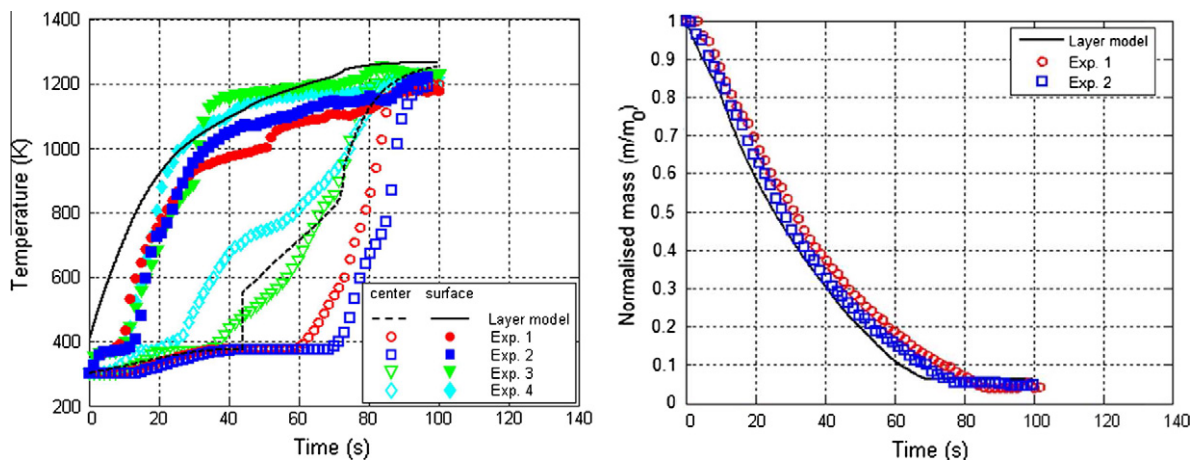 Temperature (K)
1400
1200
1000
800
600
400
200
0 20 40 60 80 100 120 140
Time (s)
center surface
Layer model
Exp. 1
Exp. 2
Exp. 3
Exp. 4
Normalised mass (m/m0)
1
0.9
0.8
0.7
0.6
0.5
0.4
0.3
0.2
0.1
0
0 20 40 60 80 100 120 140
Time (s)
Layer model
Exp. 1
Exp. 2